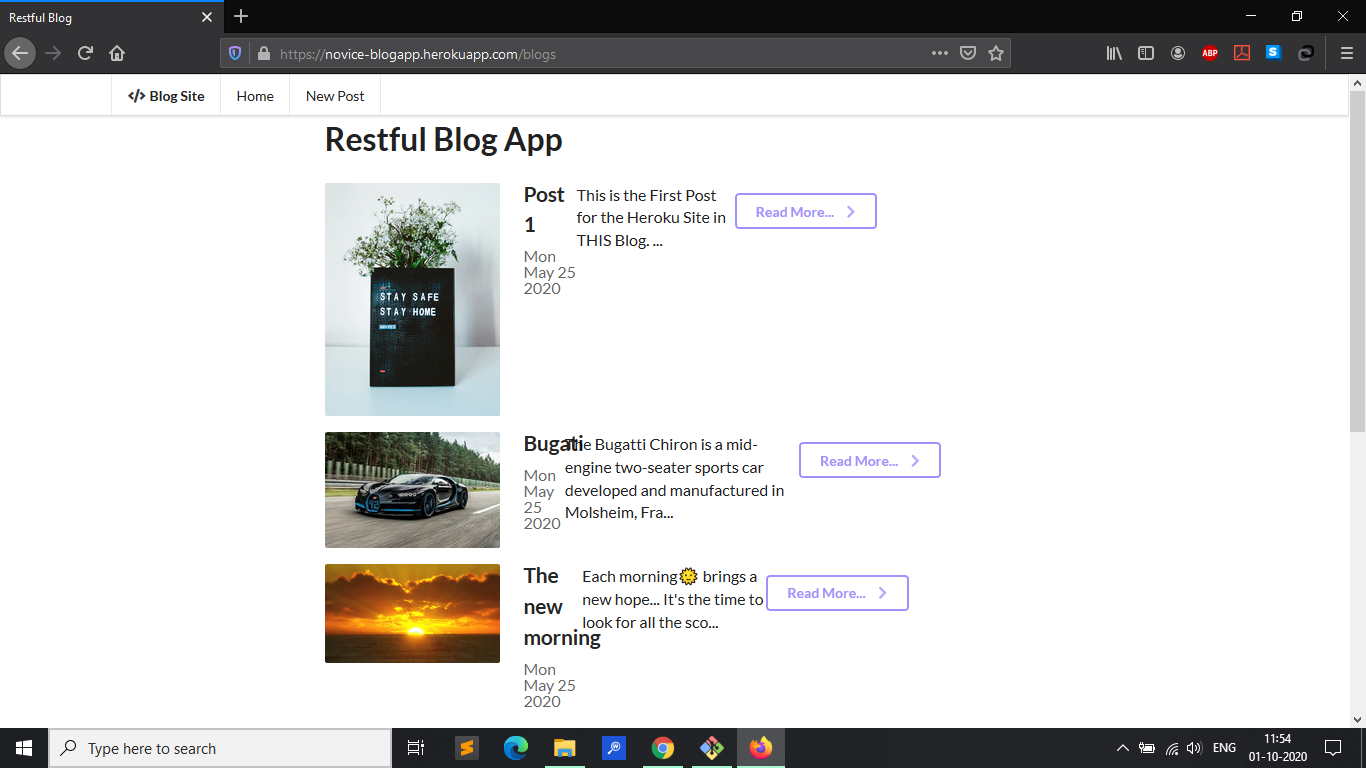 Restful Blog
https://novice-blogapp.herokuapp.com/blogs
ABP
S
Blog Site
Home
New Post
Restful Blog App
STAY SAFE
STAY HOME
Post
1
Mon
May 25
2020
This is the First Post
for the Heroku Site in
THIS Blog. ...
Read More...
Bugati
Mon
May
25
2020
The Bugatti Chiron is a mid-
engine two-seater sports car
developed and manufactured in
Molsheim, Fra...
Read More...
The
new
morning
Mon
May 25
2020
Each morning🌞 brings a
new hope... It's the time to
look for all the sco...
Read More...
Type here to search
ENG
11:54
01-10-2020